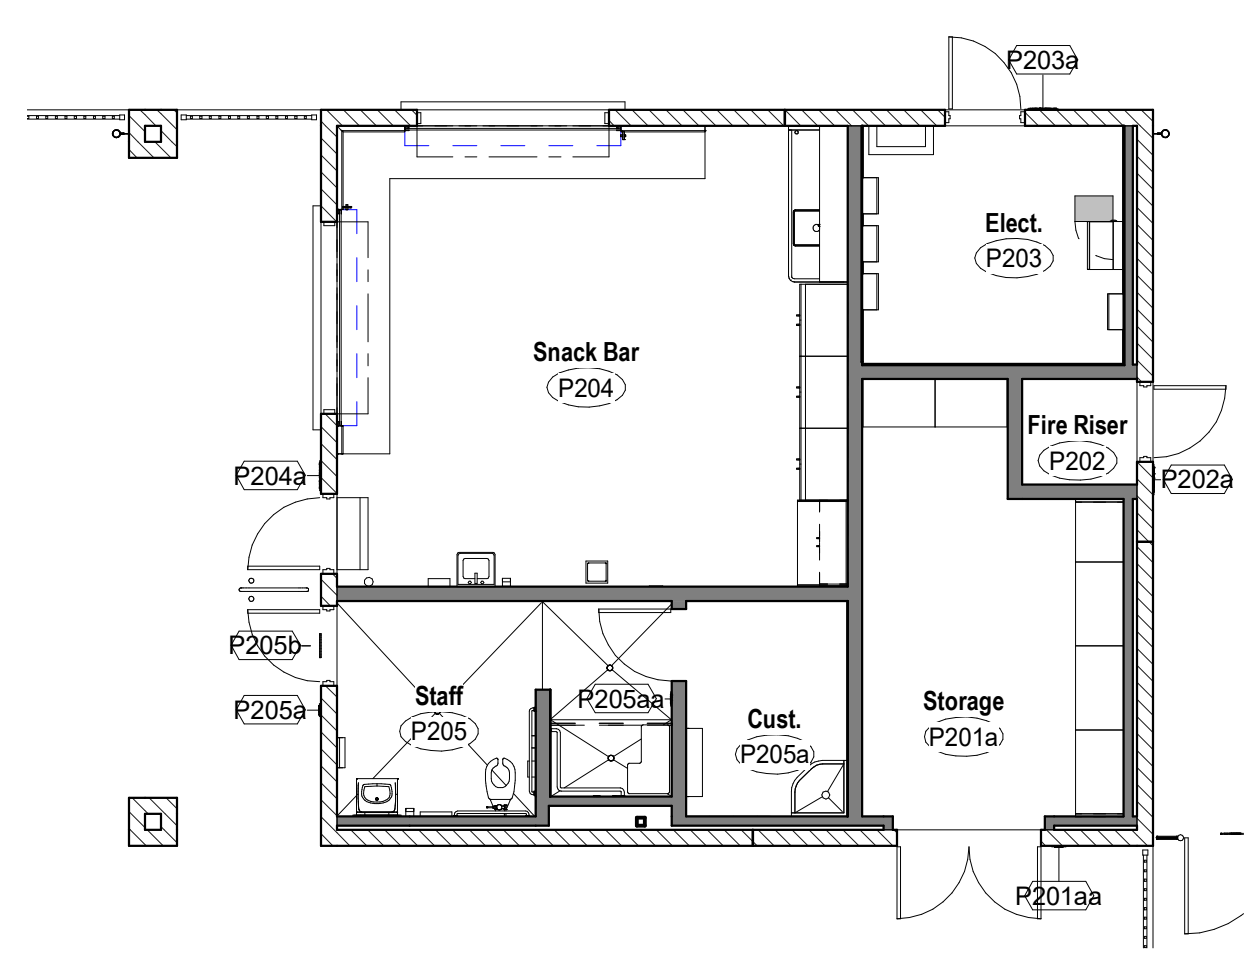 P203a
Elect.
P203
Snack Bar
P204
Fire Riser
P202
P204a
P202a
P205b
Staff
P205
P205aa
P205a
Cust.
P205a
Storage
P201a
P201aa